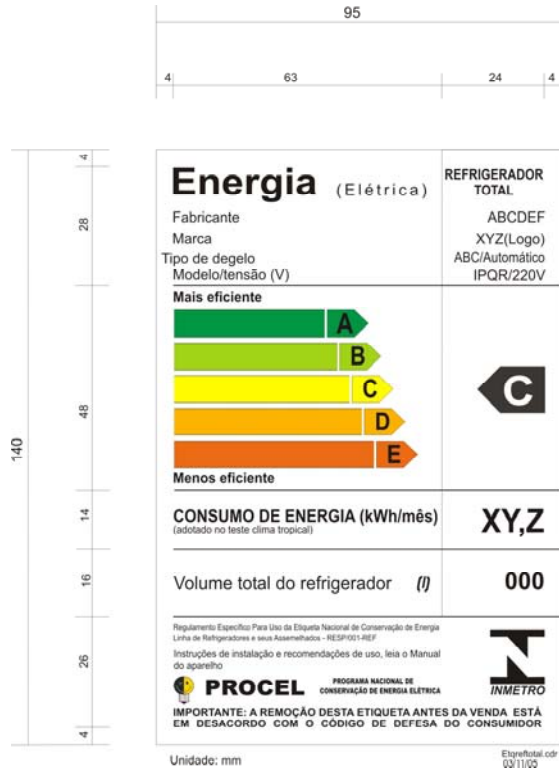 95
4 63 24 4
140
4
28
48
14
16
26
4
Energia (Elétrica) REFRIGERADOR TOTAL
Fabricante ABCDEF
Marca XYZ(Logo)
Tipo de degelo ABC/Automático
Modelo/tensão (V) IPQR/220V
Mais eficiente
A
B
C
D
E
C
Menos eficiente
CONSUMO DE ENERGIA (kWh/mês) XY,Z
(adotado no teste clima tropical)
Volume total do refrigerador (l) 000
Regulamento Específico Para Uso da Etiqueta Nacional de Conservação de Energia
Linha de Refrigeradores e seus Assemelhados - RESP/001-REF
Instruções de instalação e recomendações de uso, leia o Manual
do aparelho
PROCEL PROGRAMA NACIONAL DE
CONSERVAÇÃO DE ENERGIA ELÉTRICA
INMETRO
IMPORTANTE: A REMOÇÃO DESTA ETIQUETA ANTES DA VENDA ESTÁ
EM DESACORDO COM O CÓDIGO DE DEFESA DO CONSUMIDOR
Unidade: mm
Etqreftotal.cdr
03/11/05